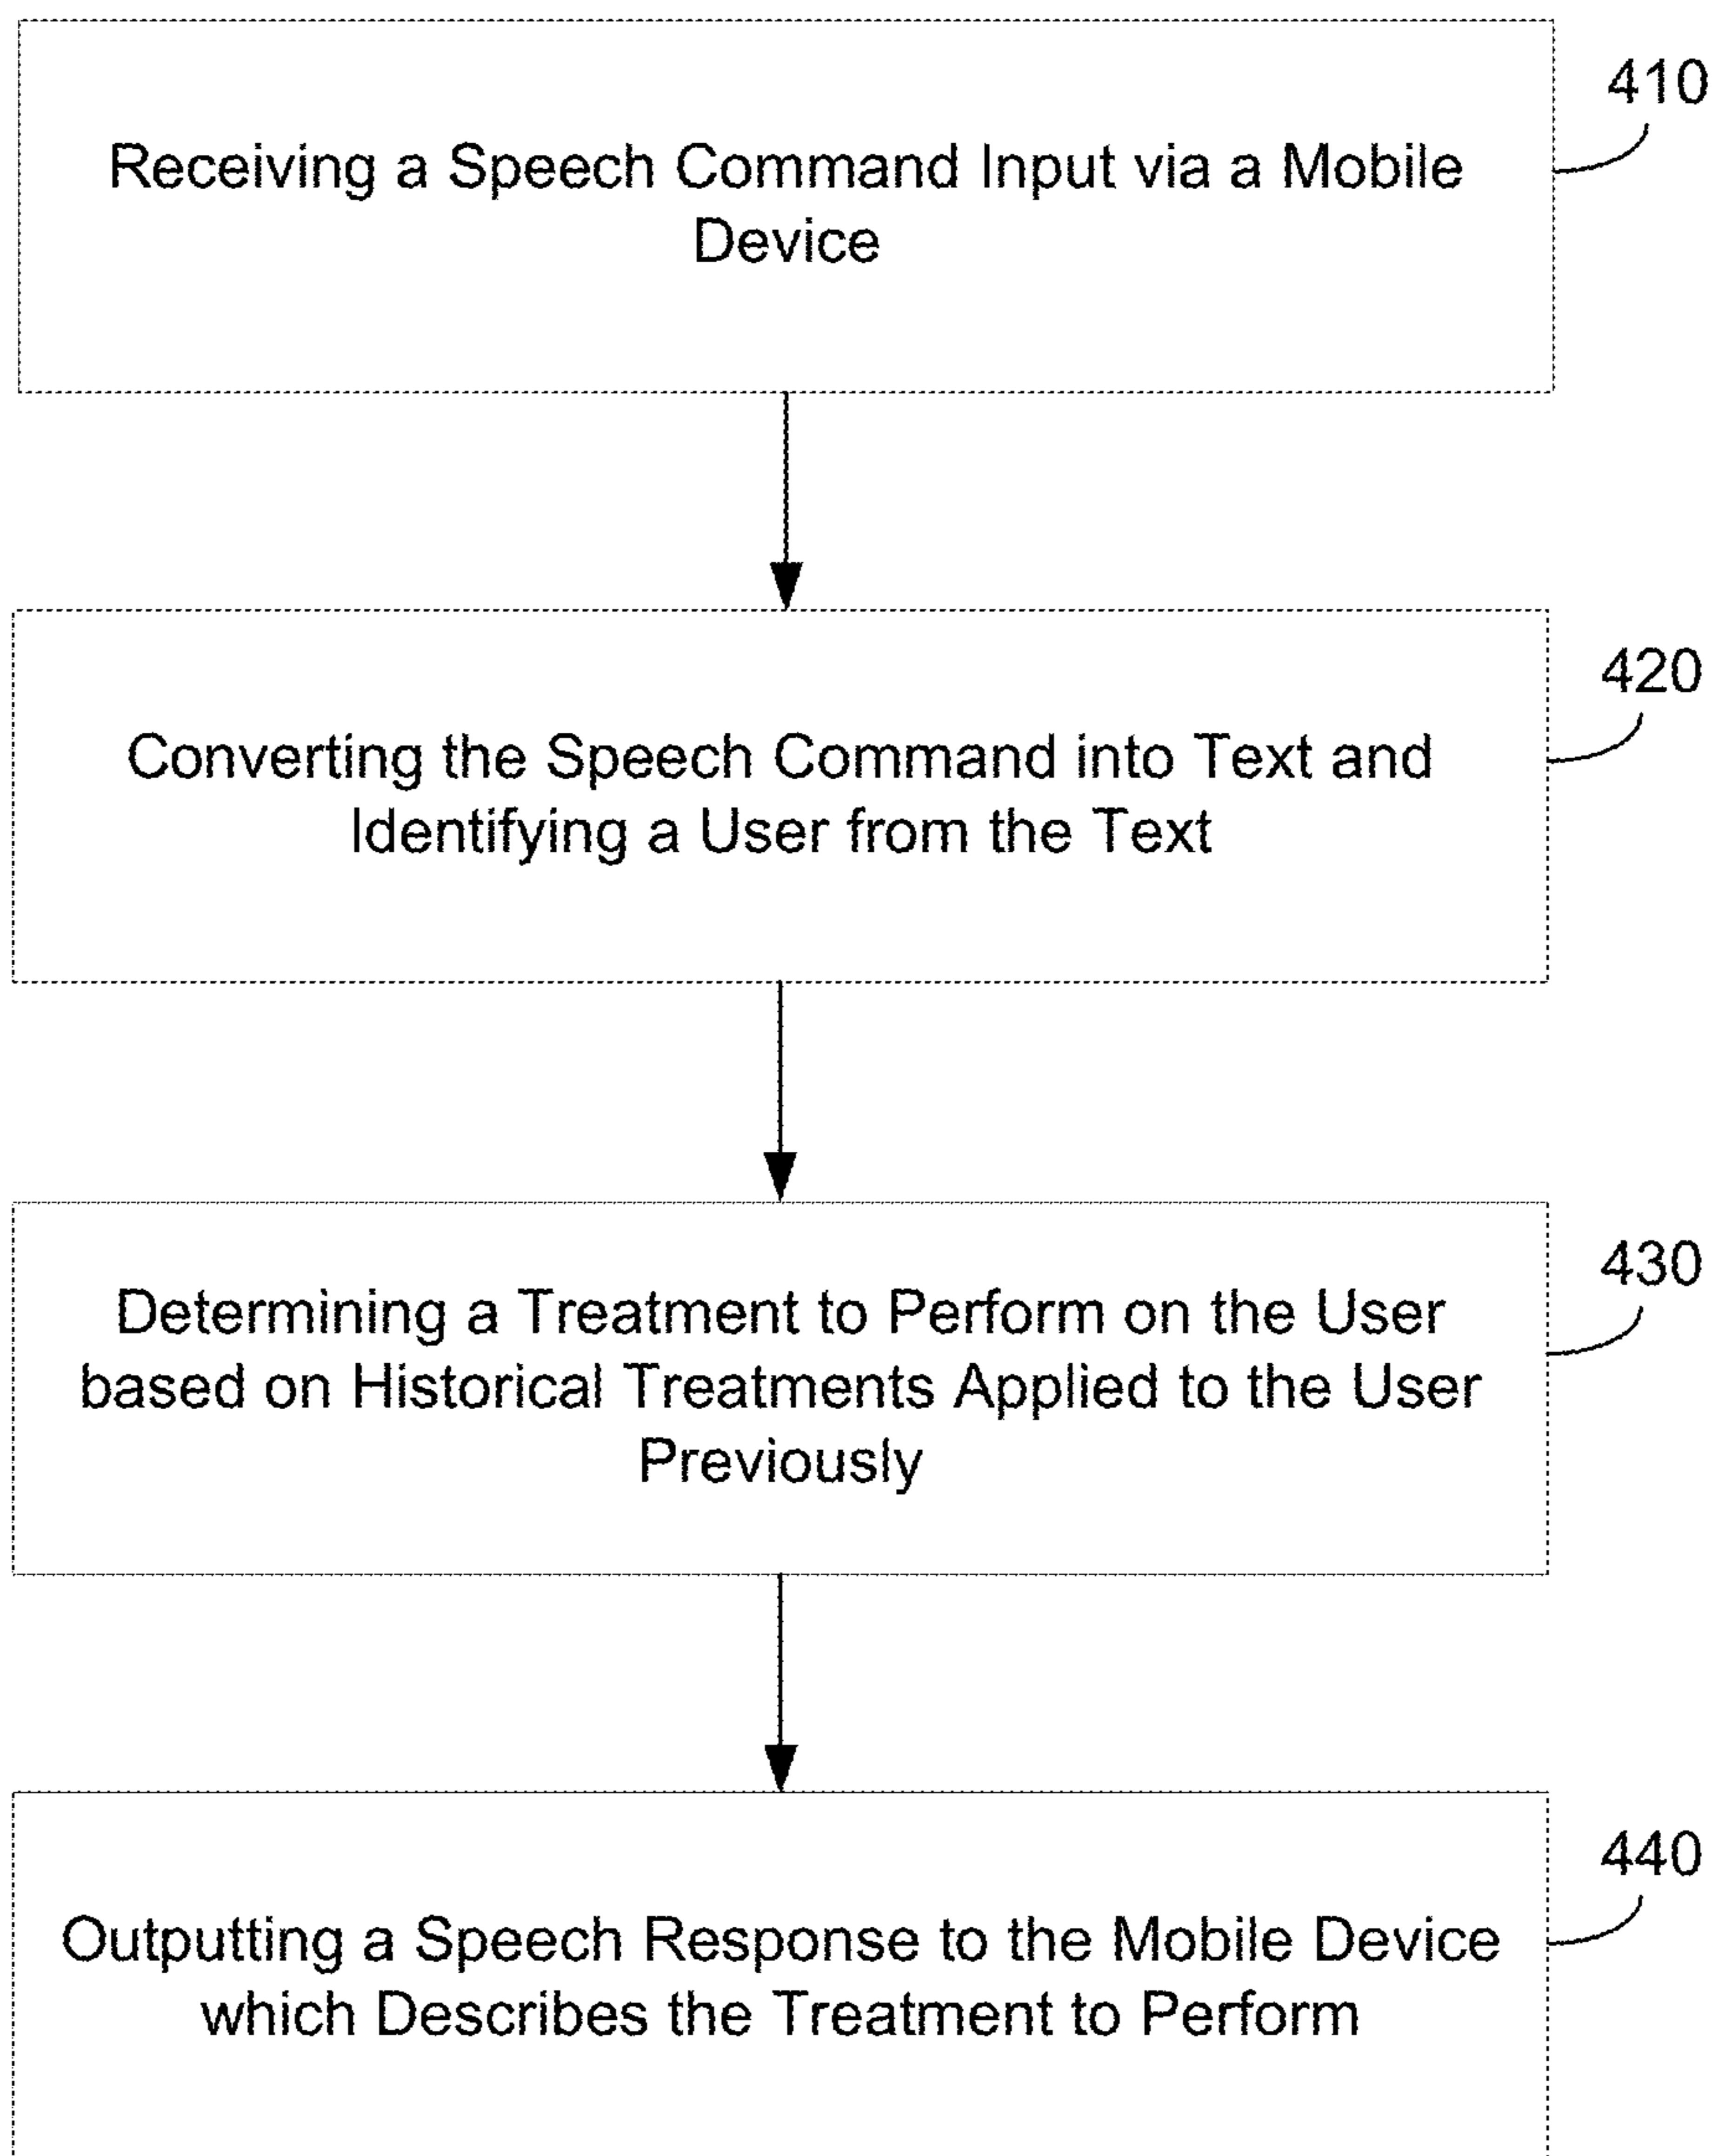 410
Receiving a Speech Command Input via a Mobile
Device
420
Converting the Speech Command into Text and
Identifying a User from the Text
430
Determining a Treatment to Perform on the User
based on Historical Treatments Applied to the User
Previously
440
Outputting a Speech Response to the Mobile Device
which Describes the Treatment to Perform